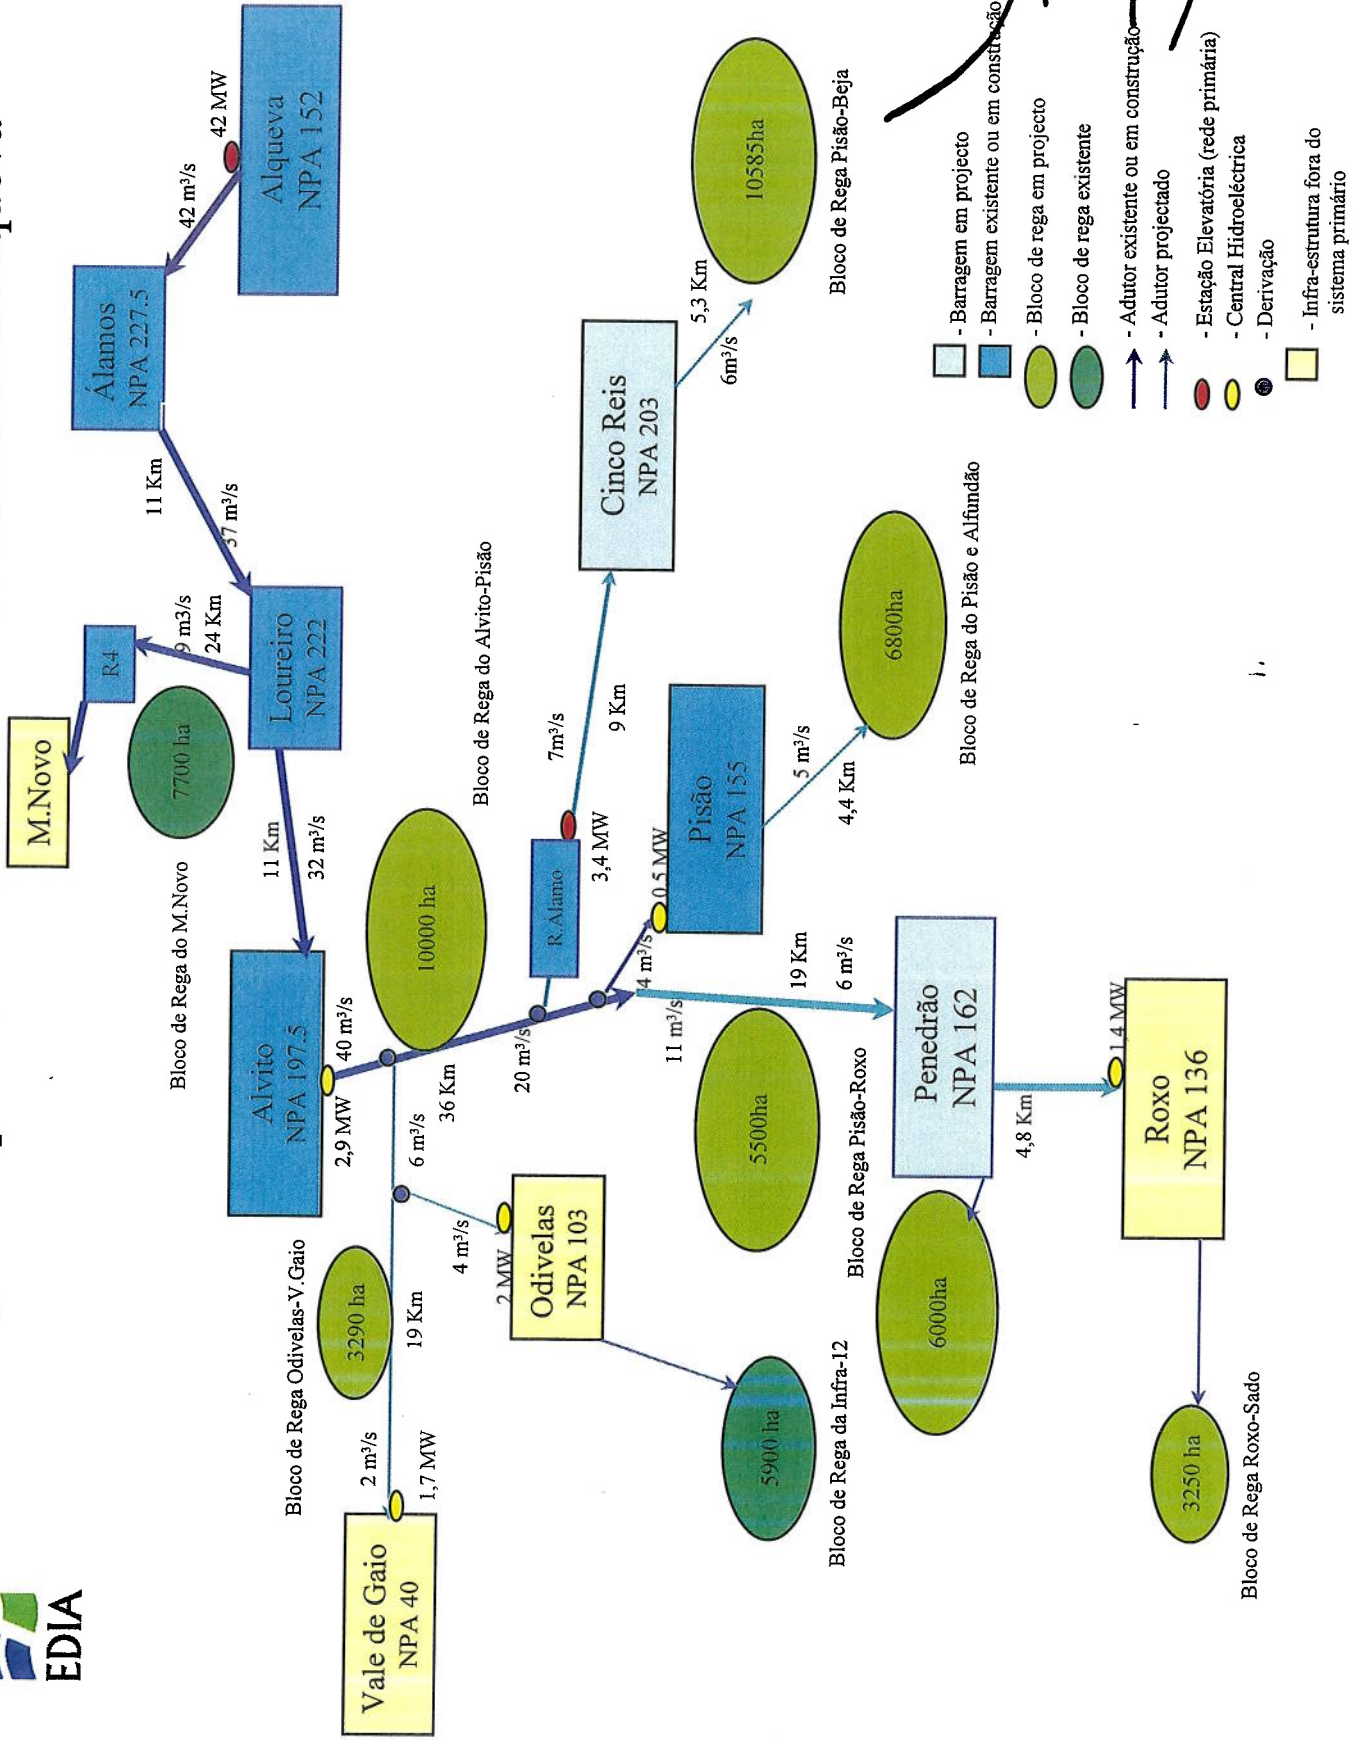 EDIA
Alqueva
NPA 152
42 MW
42 m³/s
Álamos
NPA 227.5
11 Km
37 m³/s
Loureiro
NPA 222
9 m3/s
24 Km
R4
M.Novo
7700 ha
Bloco de Rega do M.Novo
11 Km
32 m³/s
Alvito
NPA 197.5
2,9 MW
40 m³/s
36 Km
10000 ha
Bloco de Rega do Alvito-Pisão
6 m³/s
4 m³/s
2 MW
Odivelas
NPA 103
5900 ha
Bloco de Rega da Infra-12
Bloco de Rega Odivelas-V.Gaio
3290 ha
19 Km
2 m³/s
1,7 MW
Vale de Gaio
NPA 40
20 m³/s
R.Alamo
3,4 MW
7m³/s
9 Km
Cinco Reis
NPA 203
6m³/s
5,3 Km
10585ha
Bloco de Rega Pisão-Beja
4 m³/s
0.5 MW
Pisão
NPA 155
5 m³/s
4,4 Km
6800ha
Bloco de Rega do Pisão e Alfundão
11 m³/s
19 Km
6 m³/s
5500ha
Bloco de Rega Pisão-Roxo
Penedrão
NPA 162
6000ha
4,8 Km
1.4 MW
Roxo
NPA 136
3250 ha
Bloco de Rega Roxo-Sado
- Barragem em projecto
- Barragem existente ou em construção
- Bloco de rega em projecto
- Bloco de rega existente
- Adutor existente ou em construção
- Adutor projectado
- Estação Elevatória (rede primária)
- Central Hidroeléctrica
- Derivação
- Infra-estrutura fora do
sistema primário